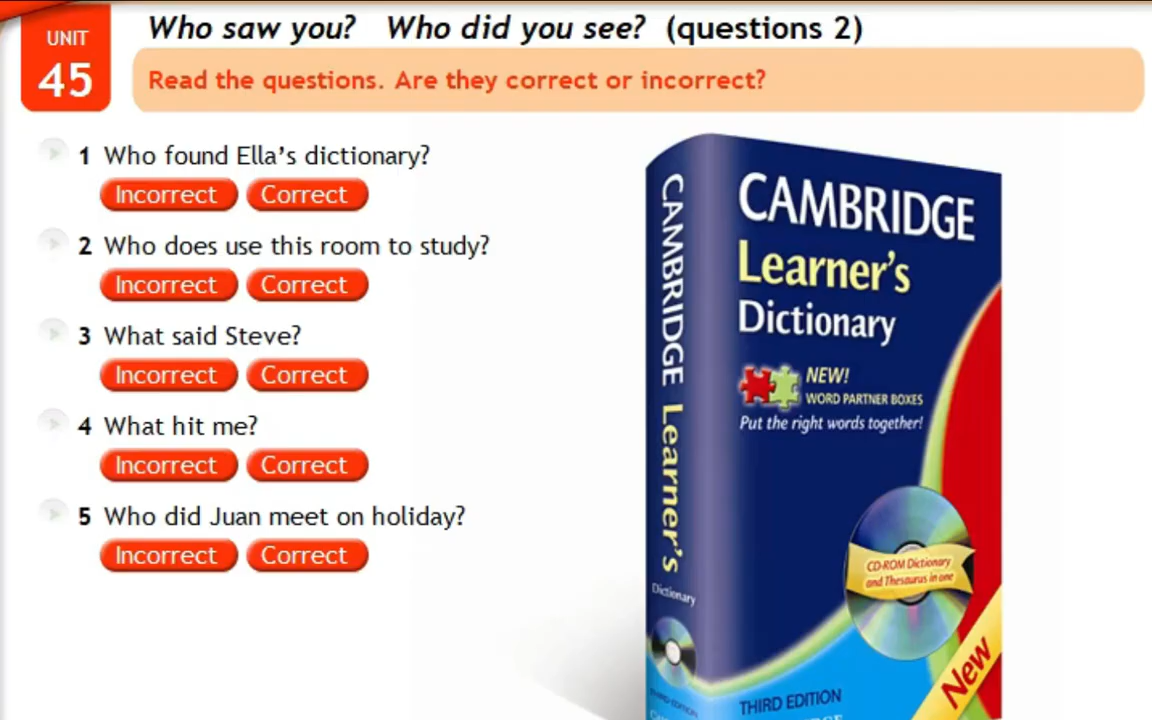 UNIT
45
Who saw you? Who did you see? (questions 2)
Read the questions. Are they correct or incorrect?
1 Who found Ella's dictionary?
Incorrect Correct
2 Who does use this room to study?
Incorrect Correct
3 What said Steve?
Incorrect Correct
4 What hit me?
Incorrect Correct
5 Who did Juan meet on holiday?
Incorrect Correct
CAMBRIDGE Learner's
Dictionary
THIRD EDITION
CAMBRIDGE
Learner's
Dictionary
NEW!
WORD PARTNER BOXES
Put the right words together!
CD-ROM Dictionary
and Thesaurus in one
New
THIRD EDITION